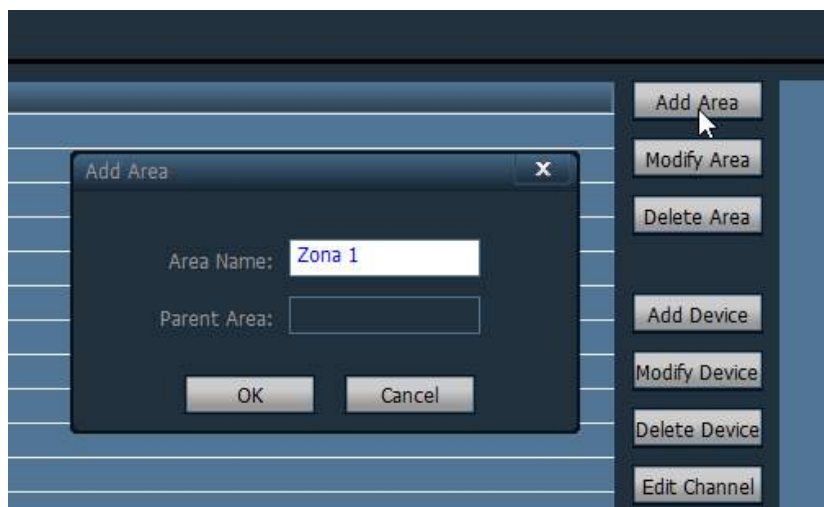 Add Area
Modify Area
Add Area x
Delete Area
Area Name: Zona 1
Parent Area:
Add Device
Modify Device
OK Cancel
Delete Device
Edit Channel